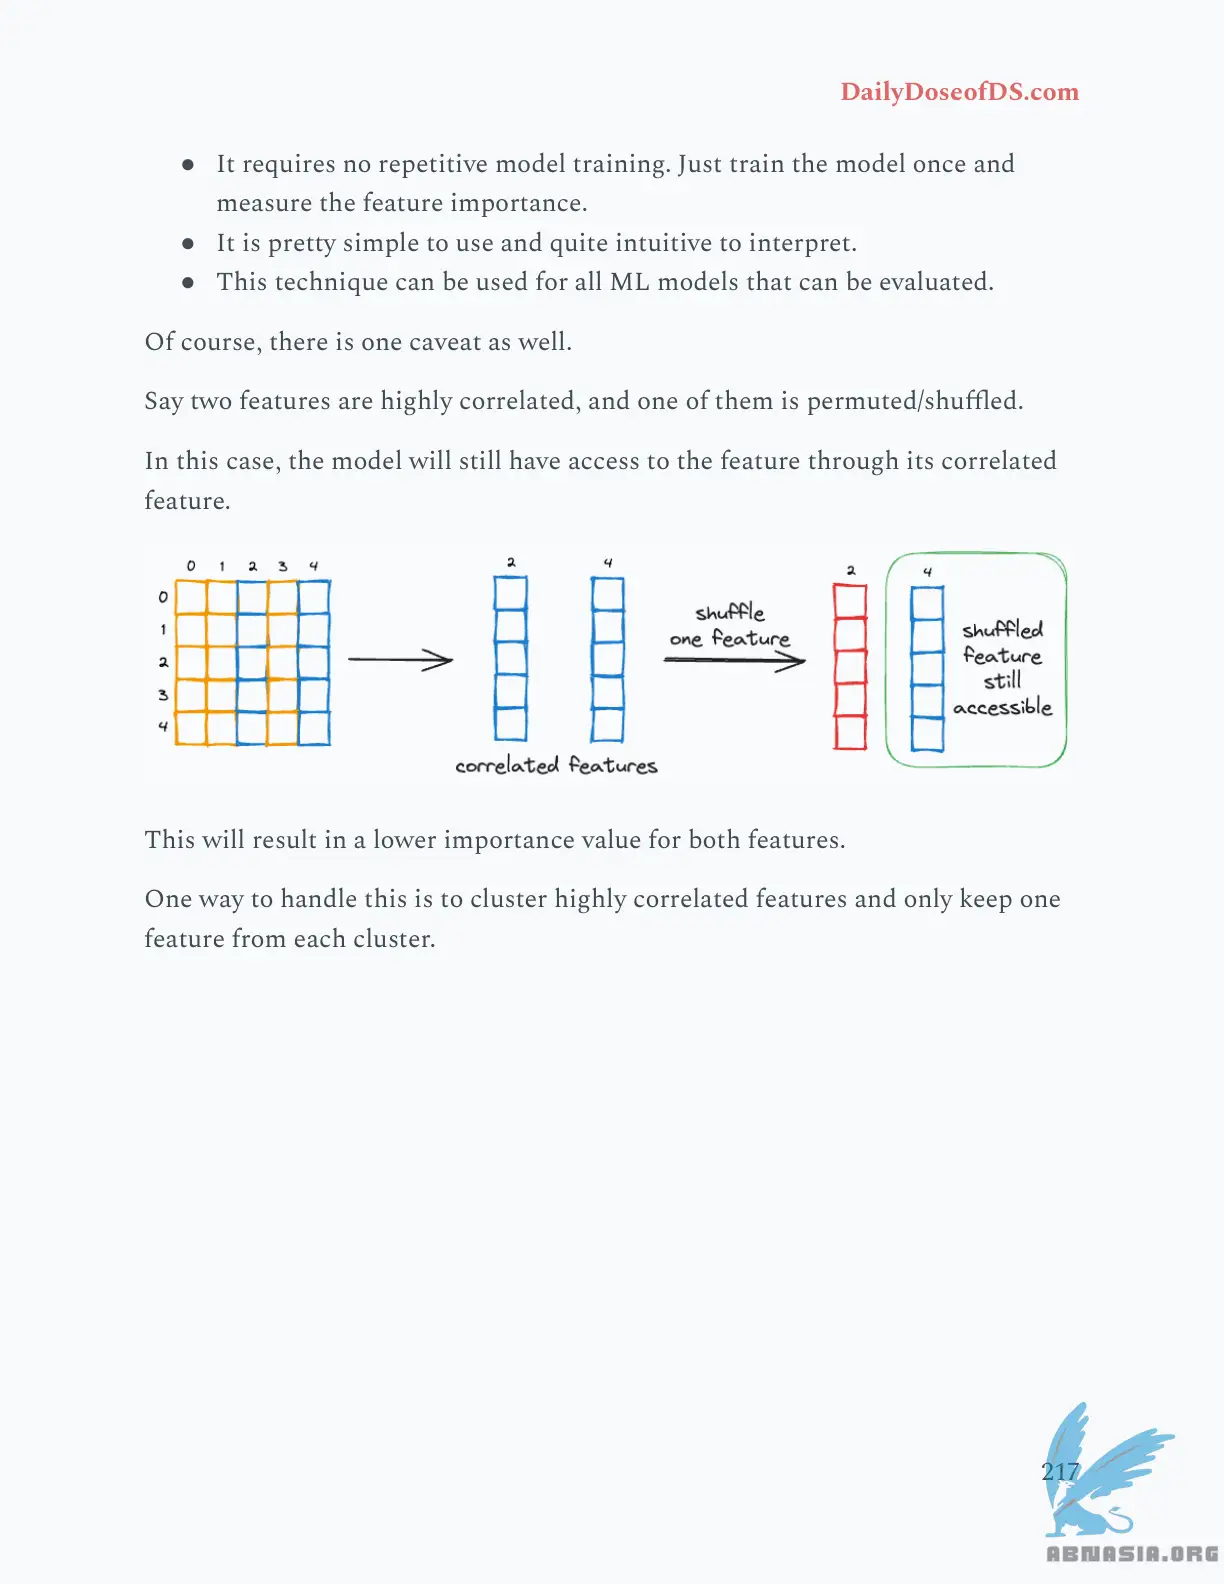 DailyDoseofDS.com
● It requires no repetitive model training. Just train the model once and
measure the feature importance.
● It is pretty simple to use and quite intuitive to interpret.
● This technique can be used for all ML models that can be evaluated.
Of course, there is one caveat as well.
Say two features are highly correlated, and one of them is permuted/shuffled.
In this case, the model will still have access to the feature through its correlated
feature.
0 1 2 3 4
0
1
2
3
4
2 4
correlated features
shuffle
one feature
2 4
shuffled
feature
still
accessible
This will result in a lower importance value for both features.
One way to handle this is to cluster highly correlated features and only keep one
feature from each cluster.
217
ABNASIA.ORG